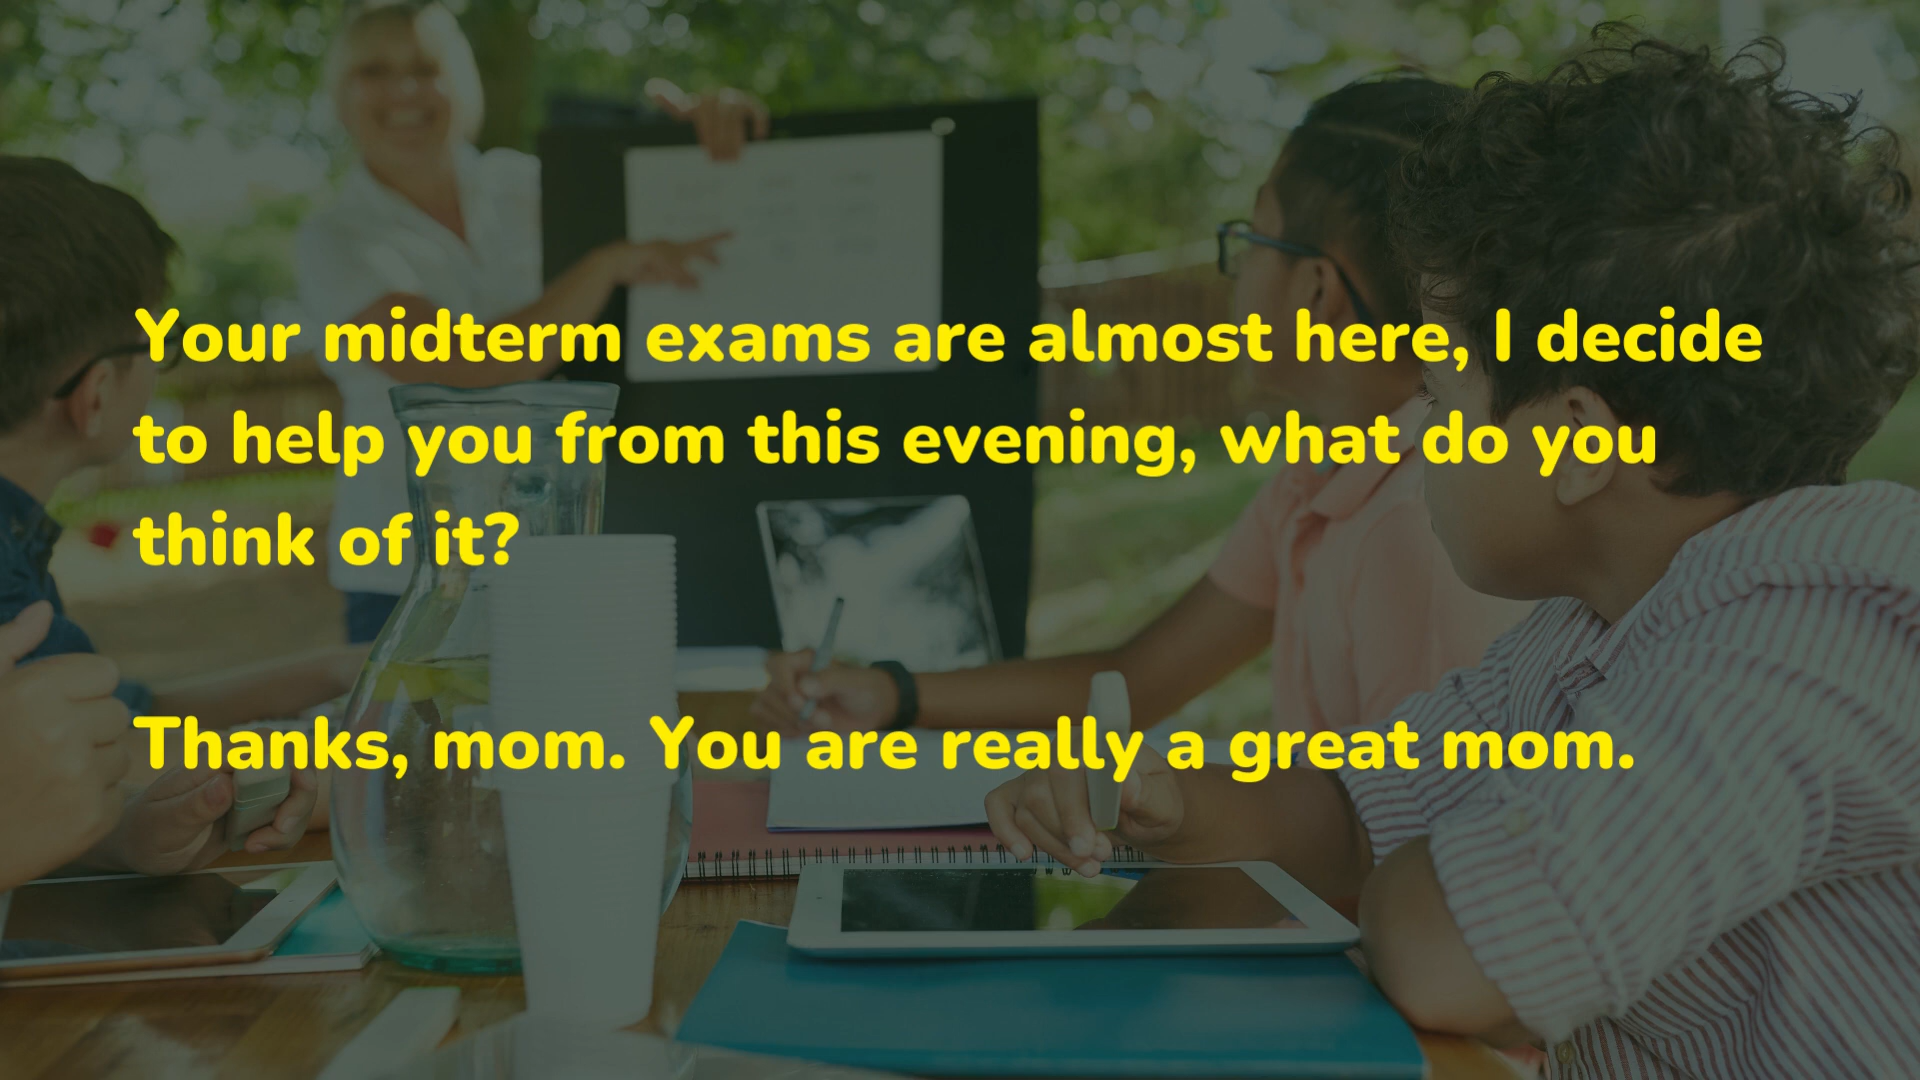 Your midterm exams are almost here, I decide
to help you from this evening, what do you
think of it?
Thanks, mom. You are really a great mom.